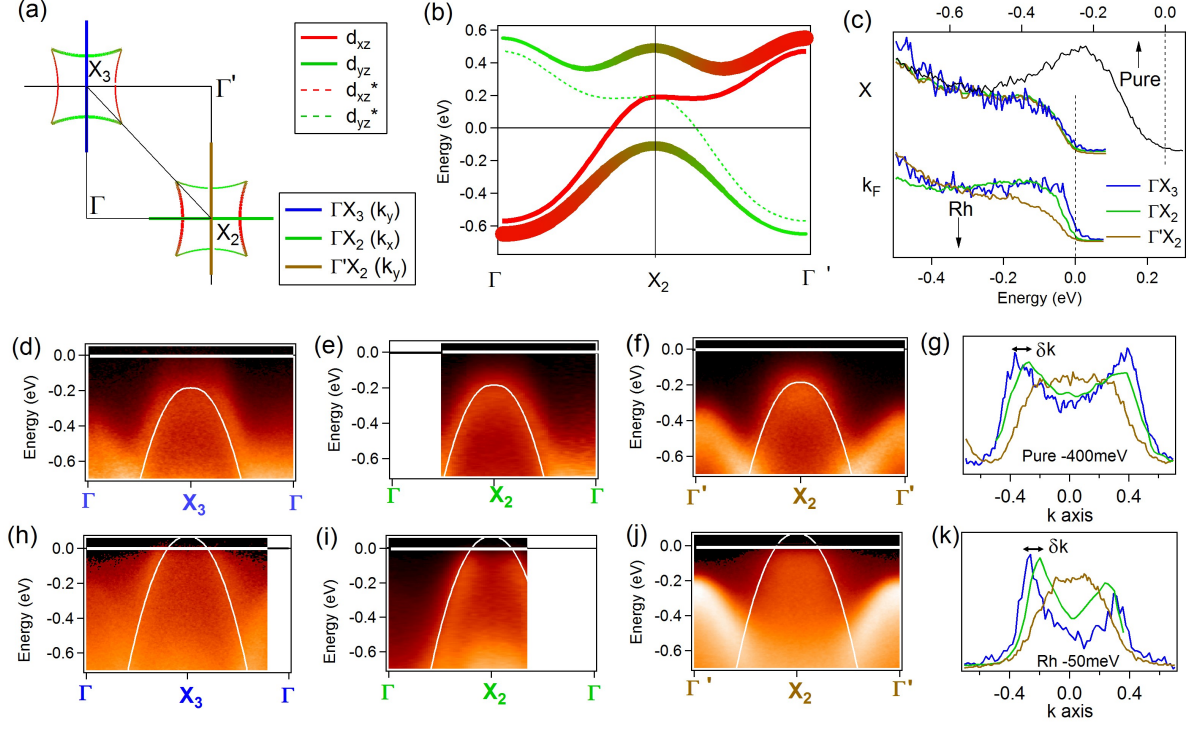 (a)
X3
Γ'
Γ
X2
dxz
dyz
dxz*
dyz*
ΓX3 (ky)
ΓX2 (kx)
Γ'X2 (ky)
(b)
Energy (eV)
0.6
0.4
0.2
0.0
-0.2
-0.4
-0.6
Γ
X2
Γ '
(c)
-0.6
-0.4
-0.2
0.0
X
Pure
kF
Rh
ΓX3
ΓX2
Γ'X2
-0.4
-0.2
0.0
0.2
Energy (eV)
(d)
Energy (eV)
0.0
-0.2
-0.4
-0.6
Γ
X3
Γ
(e)
Energy (eV)
0.0
-0.2
-0.4
-0.6
Γ
X2
Γ
(f)
Energy (eV)
0.0
-0.2
-0.4
-0.6
Γ'
X2
Γ'
(g)
δk
Pure -400meV
-0.4
0.0
0.4
k axis
(h)
Energy (eV)
0.0
-0.2
-0.4
-0.6
Γ
X3
Γ
(i)
Energy (eV)
0.0
-0.2
-0.4
-0.6
Γ
X2
Γ
(j)
Energy (eV)
0.0
-0.2
-0.4
-0.6
Γ '
X2
Γ'
(k)
δk
Rh -50meV
-0.4
0.0
0.4
k axis